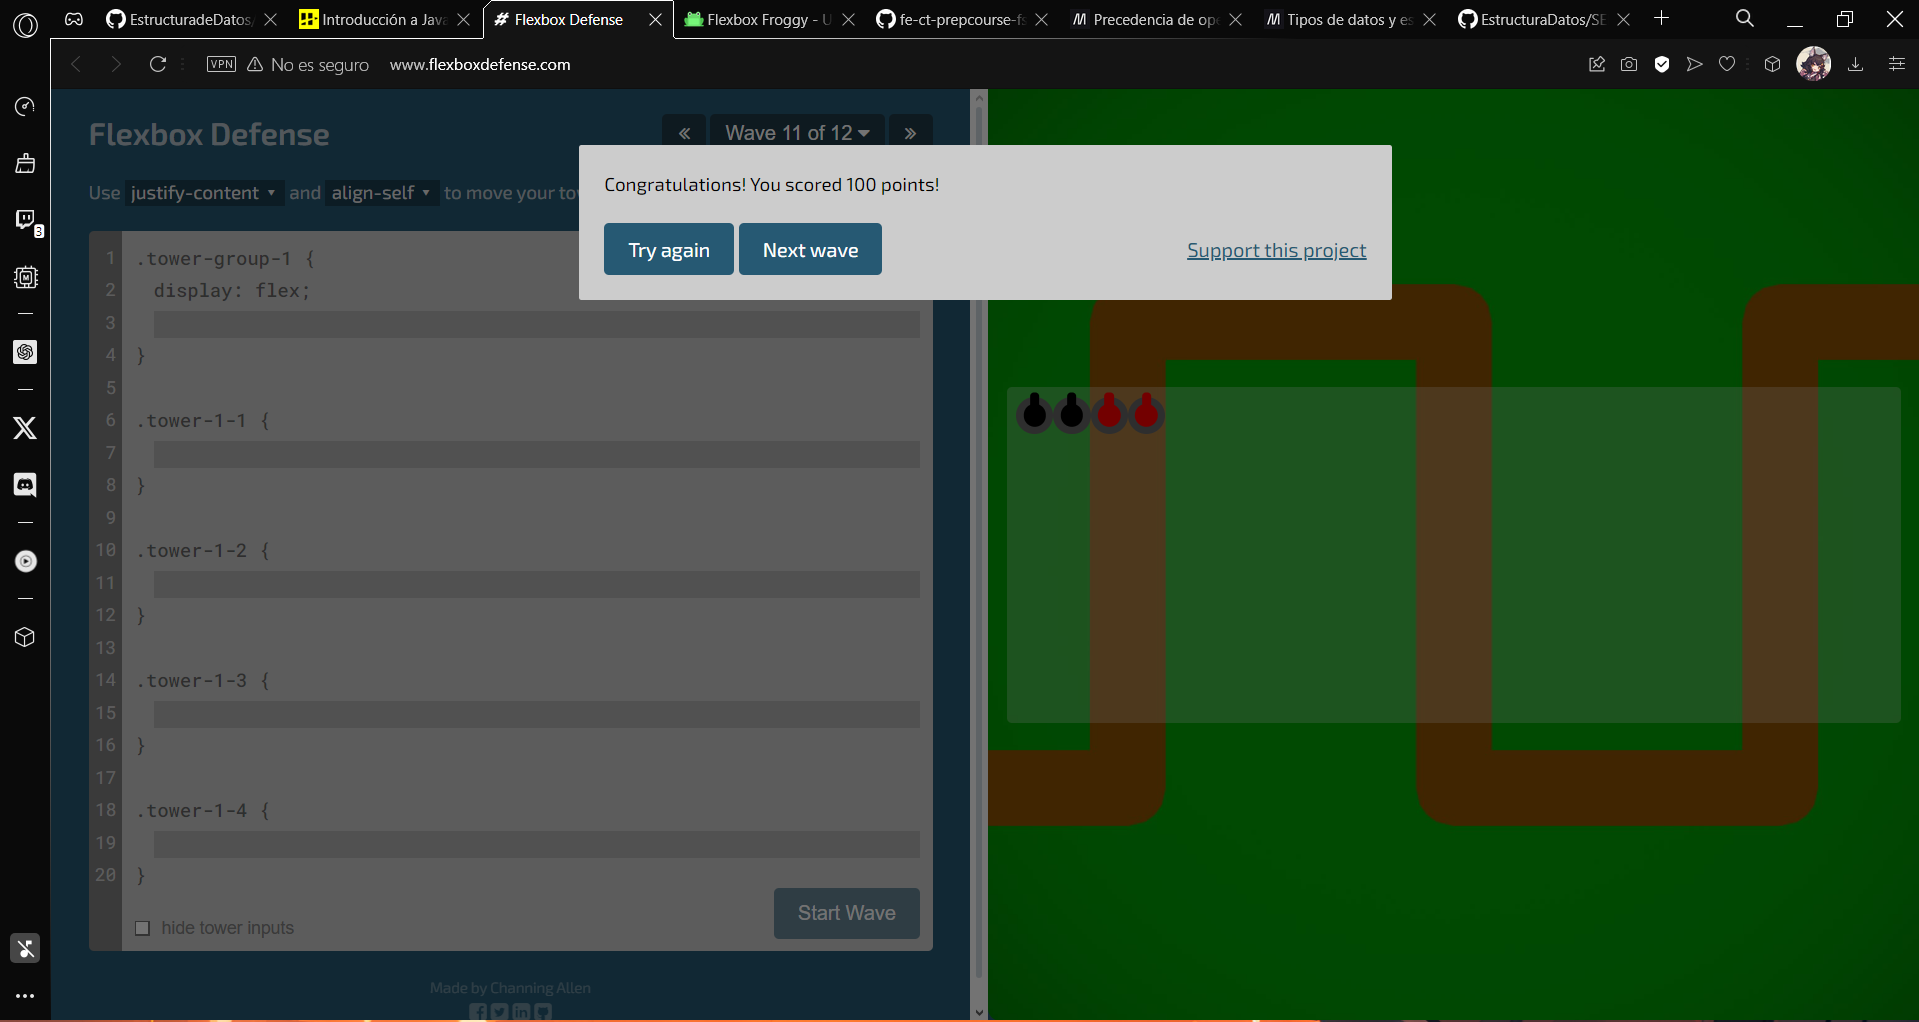 EstructuradeDatos/
Introducción a Java
Flexbox Defense
Flexbox Froggy - U
fe-ct-prepcourse-fs
Precedencia de ope
Tipos de datos y es
EstructuraDatos/SE
VPN
No es seguro
www.flexboxdefense.com
3
Flexbox Defense
« Wave 11 of 12 »
Use justify-content and align-self to move your to
Congratulations! You scored 100 points!
Try again
Next wave
Support this project
1 .tower-group-1 {
2 display: flex;
3
4 }
5
6 .tower-1-1 {
7
8 }
9
10 .tower-1-2 {
11
12 }
13
14 .tower-1-3 {
15
16 }
17
18 .tower-1-4 {
19
20 }
hide tower inputs
Start Wave
Made by Channing Allen